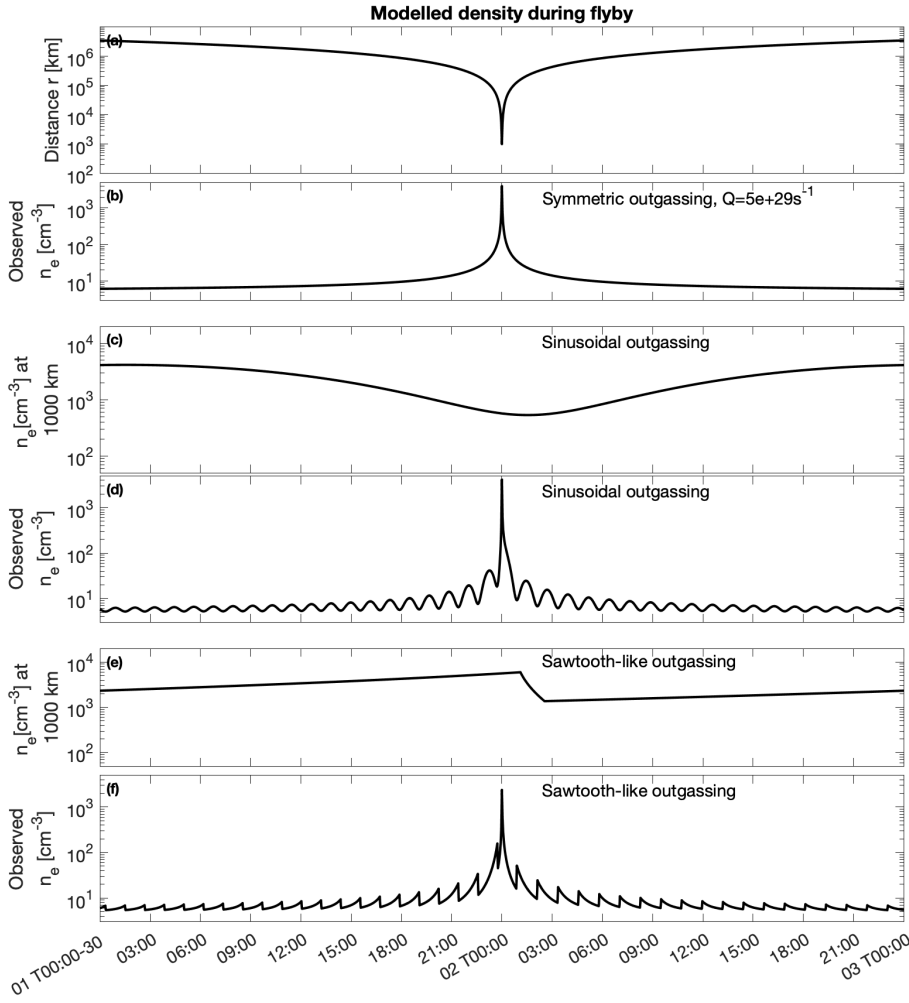 Modelled density during flyby
(a)
Distance r [km]
10^6
10^5
10^4
10^3
10^2
(b)
Symmetric outgassing, Q=5e+29s^-1
Observed
n_e [cm^-3]
10^3
10^2
10^1
(c)
Sinusoidal outgassing
n_e[cm^-3] at
1000 km
10^4
10^3
10^2
(d)
Sinusoidal outgassing
Observed
n_e [cm^-3]
10^3
10^2
10^1
(e)
Sawtooth-like outgassing
n_e[cm^-3] at
1000 km
10^4
10^3
10^2
(f)
Sawtooth-like outgassing
Observed
n_e [cm^-3]
10^3
10^2
10^1
01 T00:00-30
03:00
06:00
09:00
12:00
15:00
18:00
21:00
02 T00:00
03:00
06:00
09:00
12:00
15:00
18:00
21:00
03 T00:00